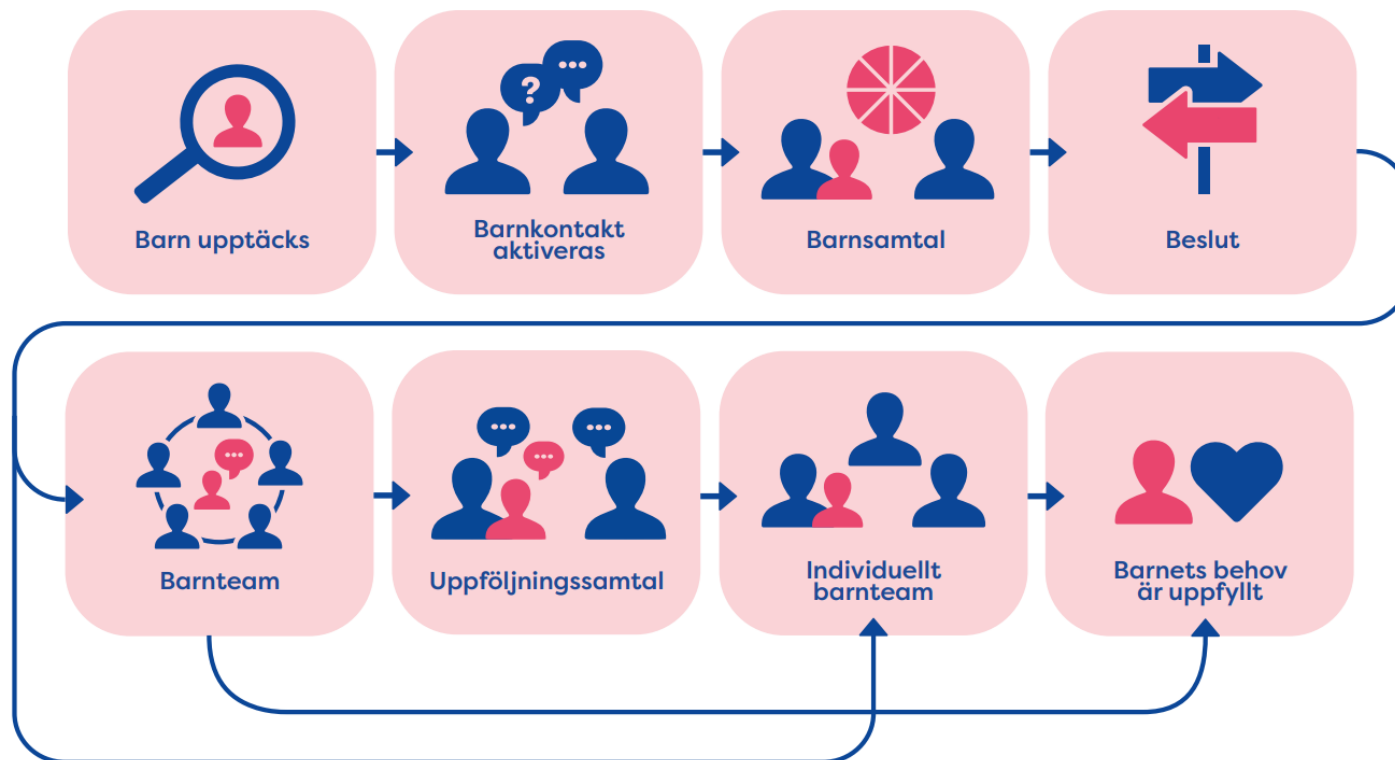 ?
Barn upptäcks
Barnkontakt
aktiveras
Barnsamtal
Beslut
Barnteam
Uppföljningssamtal
Individuellt
barnteam
Barnets behov
är uppfyllt